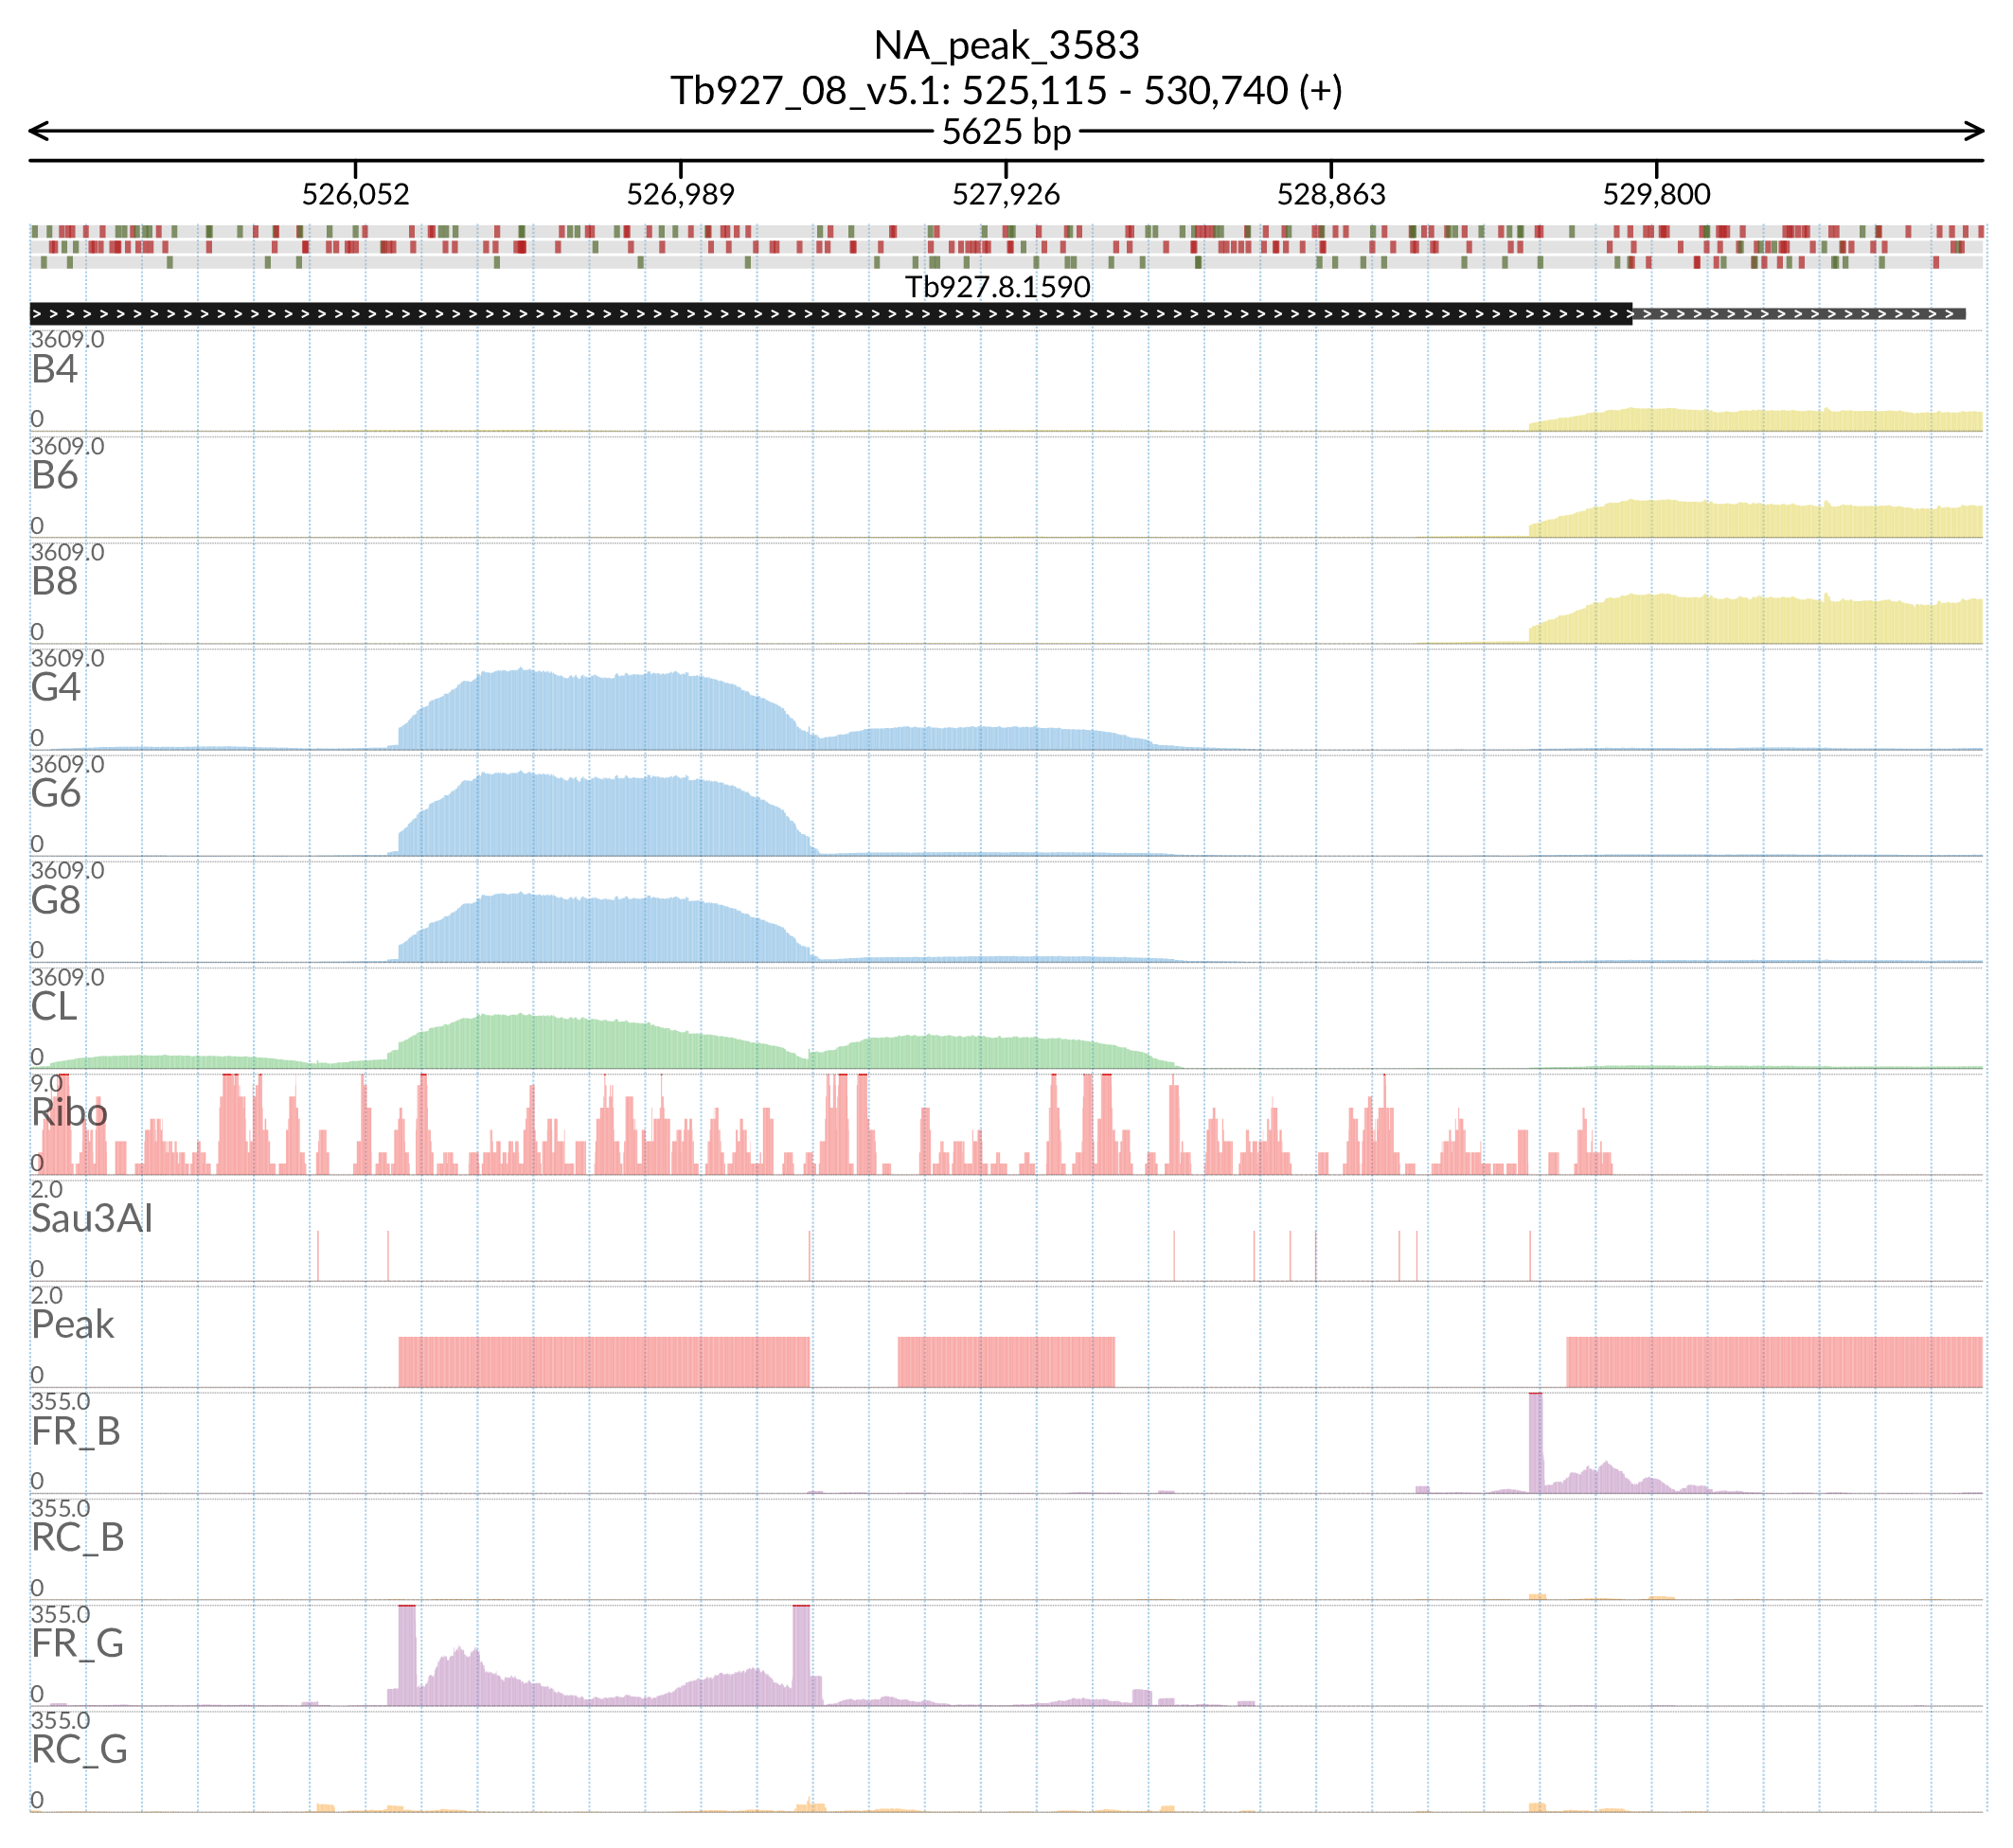 NA_peak_3583
Tb927_08_v5.1: 525,115 - 530,740 (+)
5625 bp
526,052 526,989 527,926 528,863 529,800
Tb927.8.1590
3609.0
B4
0
3609.0
B6
0
3609.0
B8
0
3609.0
G4
0
3609.0
G6
0
3609.0
G8
0
3609.0
CL
0
9.0
Ribo
0
2.0
Sau3AI
0
2.0
Peak
0
355.0
FR_B
0
355.0
RC_B
0
355.0
FR_G
0
355.0
RC_G
0